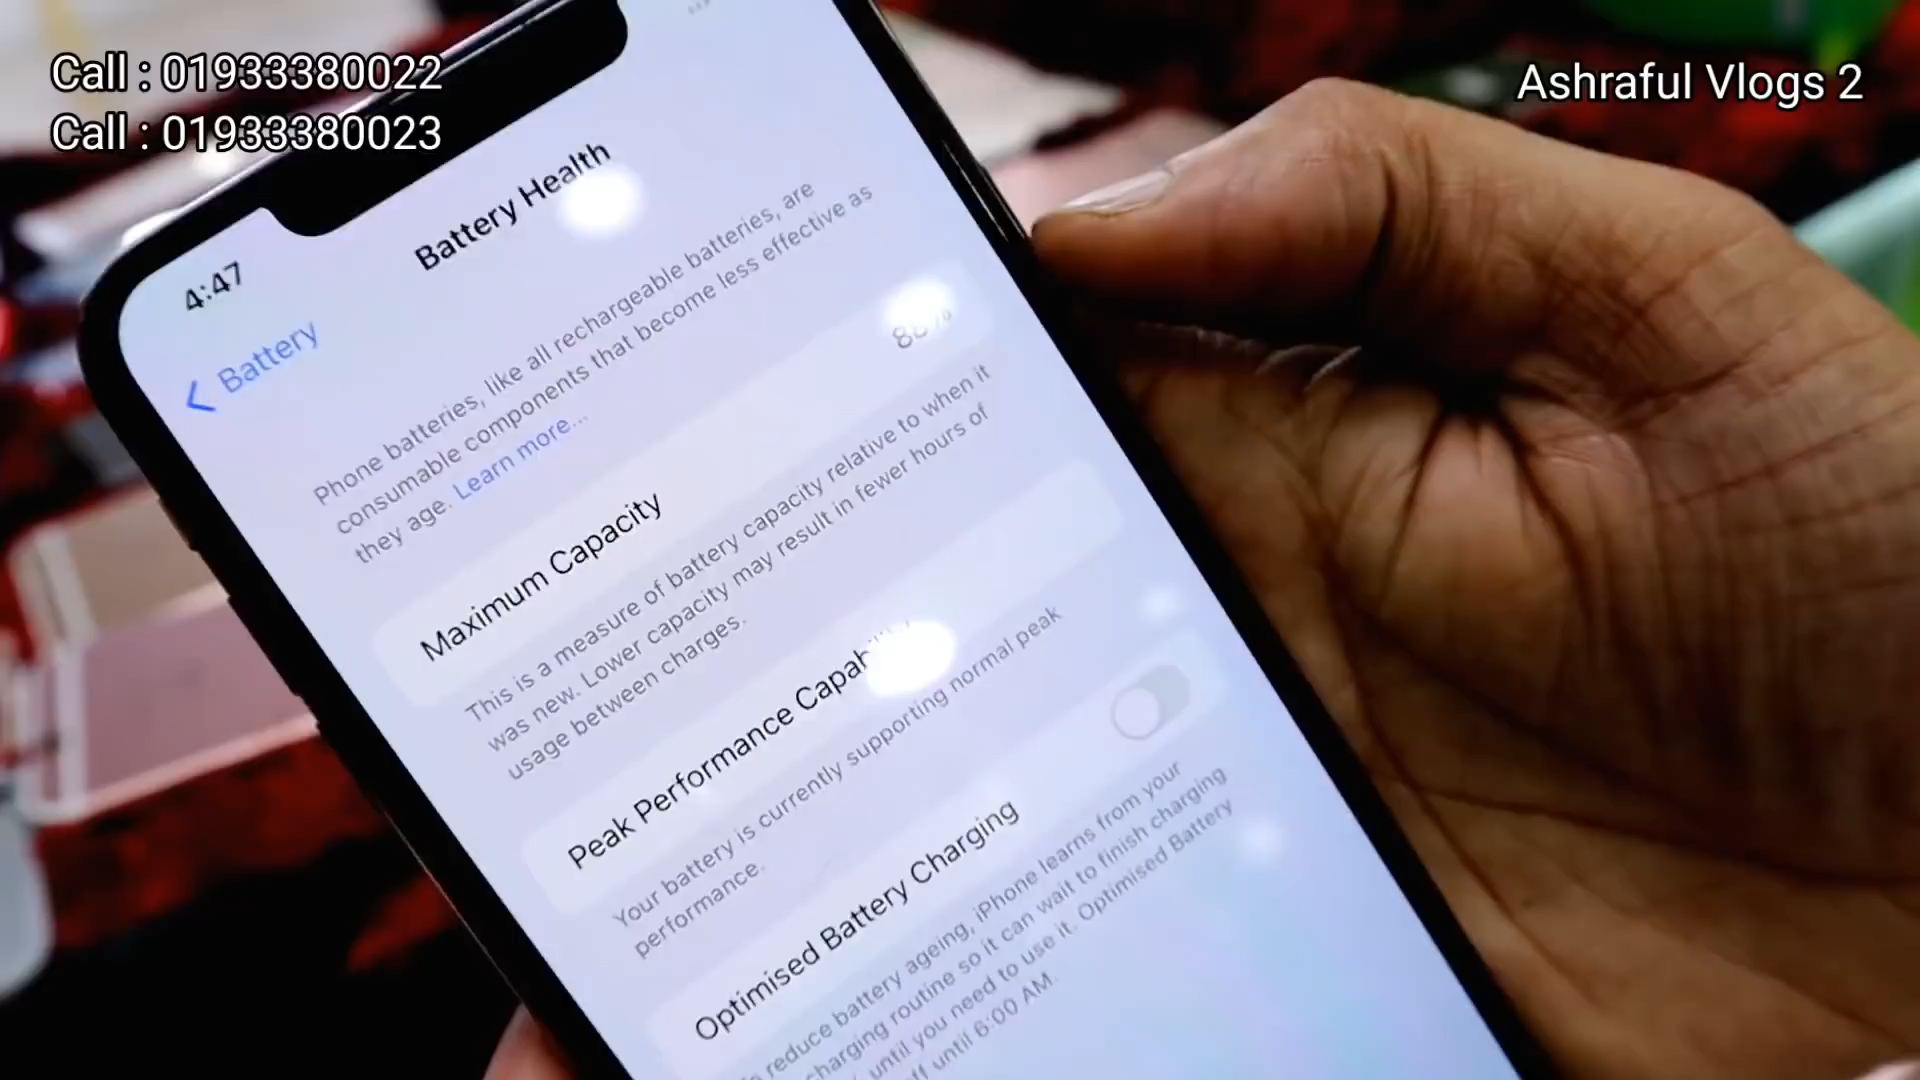 Call : 01933380022
Call : 01933380023
Ashraful Vlogs 2
4:47
Battery Health
Battery
Phone batteries, like all rechargeable batteries, are
consumable components that become less effective as
they age. Learn more...
Maximum Capacity
This is a measure of battery capacity relative to when it
was new. Lower capacity may result in fewer hours of
usage between charges.
Peak Performance
Your battery is currently supporting normal peak
performance.
Optimised Battery Charging
reduce battery ageing, iPhone learns from your
charging routine so it can wait to finish charging
until you need to use it. Optimised Battery
until 6:00 AM.